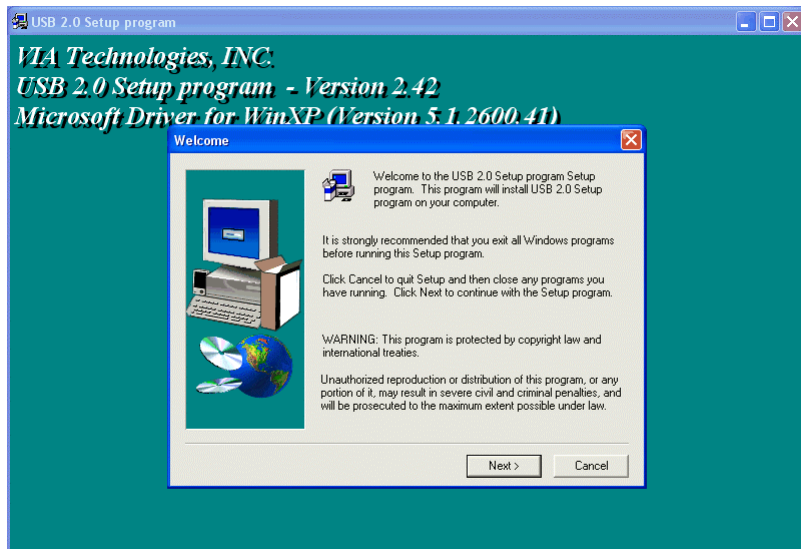 USB 2.0 Setup program
VIA Technologies, INC.
USB 2.0 Setup program - Version 2.42
Microsoft Driver for WinXP (Version 5.1.2600.41)
Welcome
Welcome to the USB 2.0 Setup program Setup
program. This program will install USB 2.0 Setup
program on your computer.
It is strongly recommended that you exit all Windows programs
before running this Setup program.
Click Cancel to quit Setup and then close any programs you
have running. Click Next to continue with the Setup program.
WARNING: This program is protected by copyright law and
international treaties.
Unauthorized reproduction or distribution of this program, or any
portion of it, may result in severe civil and criminal penalties, and
will be prosecuted to the maximum extent possible under law.
Next >
Cancel